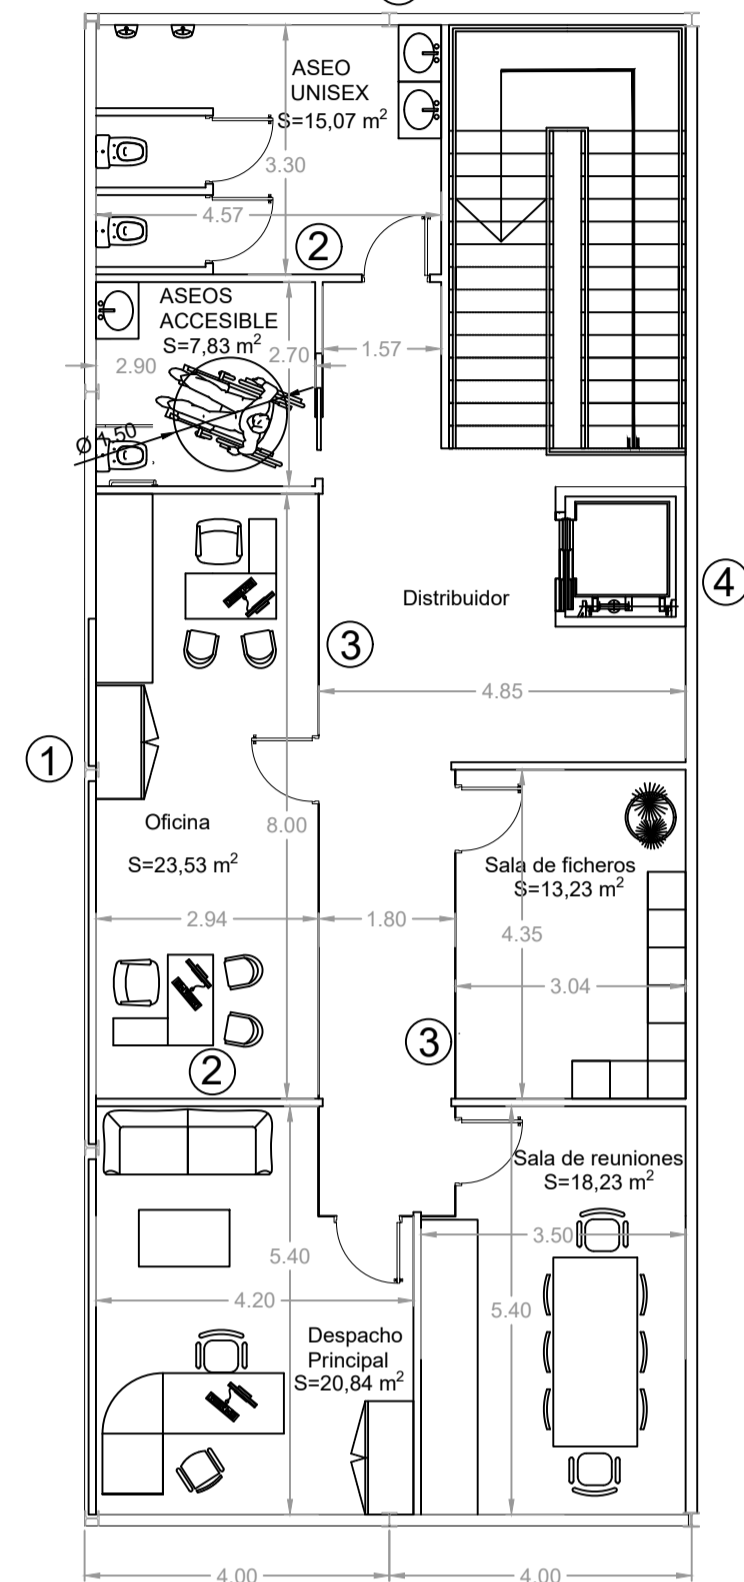 ASEO
UNISEX
S=15,07 m²
3.30
4.57
2
ASEOS
ACCESIBLE
S=7,83 m²
2.70
1.57
2.90
Ø 1.50
Distribuidor
4
3
4.85
1
Oficina
8.00
S=23,53 m²
Sala de ficheros
S=13,23 m²
2.94
1.80
4.35
3.04
3
2
Sala de reuniones
S=18,23 m²
3.50
5.40
4.20
5.40
Despacho
Principal
S=20,84 m²
4.00
4.00